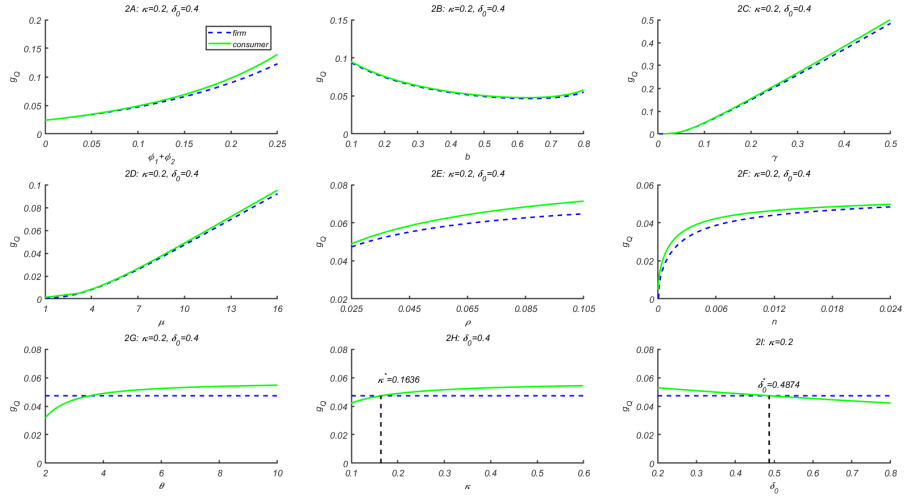 2A: κ=0.2, δ0=0.4
0.2
0.15
0.1
0.05
0
gQ
firm
consumer
0 0.05 0.1 0.15 0.2 0.25
ϕ1+ϕ2
2B: κ=0.2, δ0=0.4
0.15
0.1
0.05
0
gQ
0.1 0.2 0.3 0.4 0.5 0.6 0.7 0.8
b
2C: κ=0.2, δ0=0.4
0.5
0.4
0.3
0.2
0.1
0
gQ
0 0.1 0.2 0.3 0.4 0.5
γ
2D: κ=0.2, δ0=0.4
0.1
0.08
0.06
0.04
0.02
0
gQ
1 4 7 10 13 16
μ
2E: κ=0.2, δ0=0.4
0.08
0.06
0.04
0.02
gQ
0.025 0.045 0.065 0.085 0.105
ρ
2F: κ=0.2, δ0=0.4
0.06
0.04
0.02
0
gQ
0 0.006 0.012 0.018 0.024
n
2G: κ=0.2, δ0=0.4
0.08
0.06
0.04
0.02
0
gQ
2 4 6 8 10
θ
2H: δ0=0.4
0.08
0.06
0.04
0.02
0
gQ
κ*=0.1636
0.1 0.2 0.3 0.4 0.5 0.6
κ
2I: κ=0.2
0.08
0.06
0.04
0.02
0
gQ
δ0*=0.4874
0.2 0.3 0.4 0.5 0.6 0.7 0.8
δ0